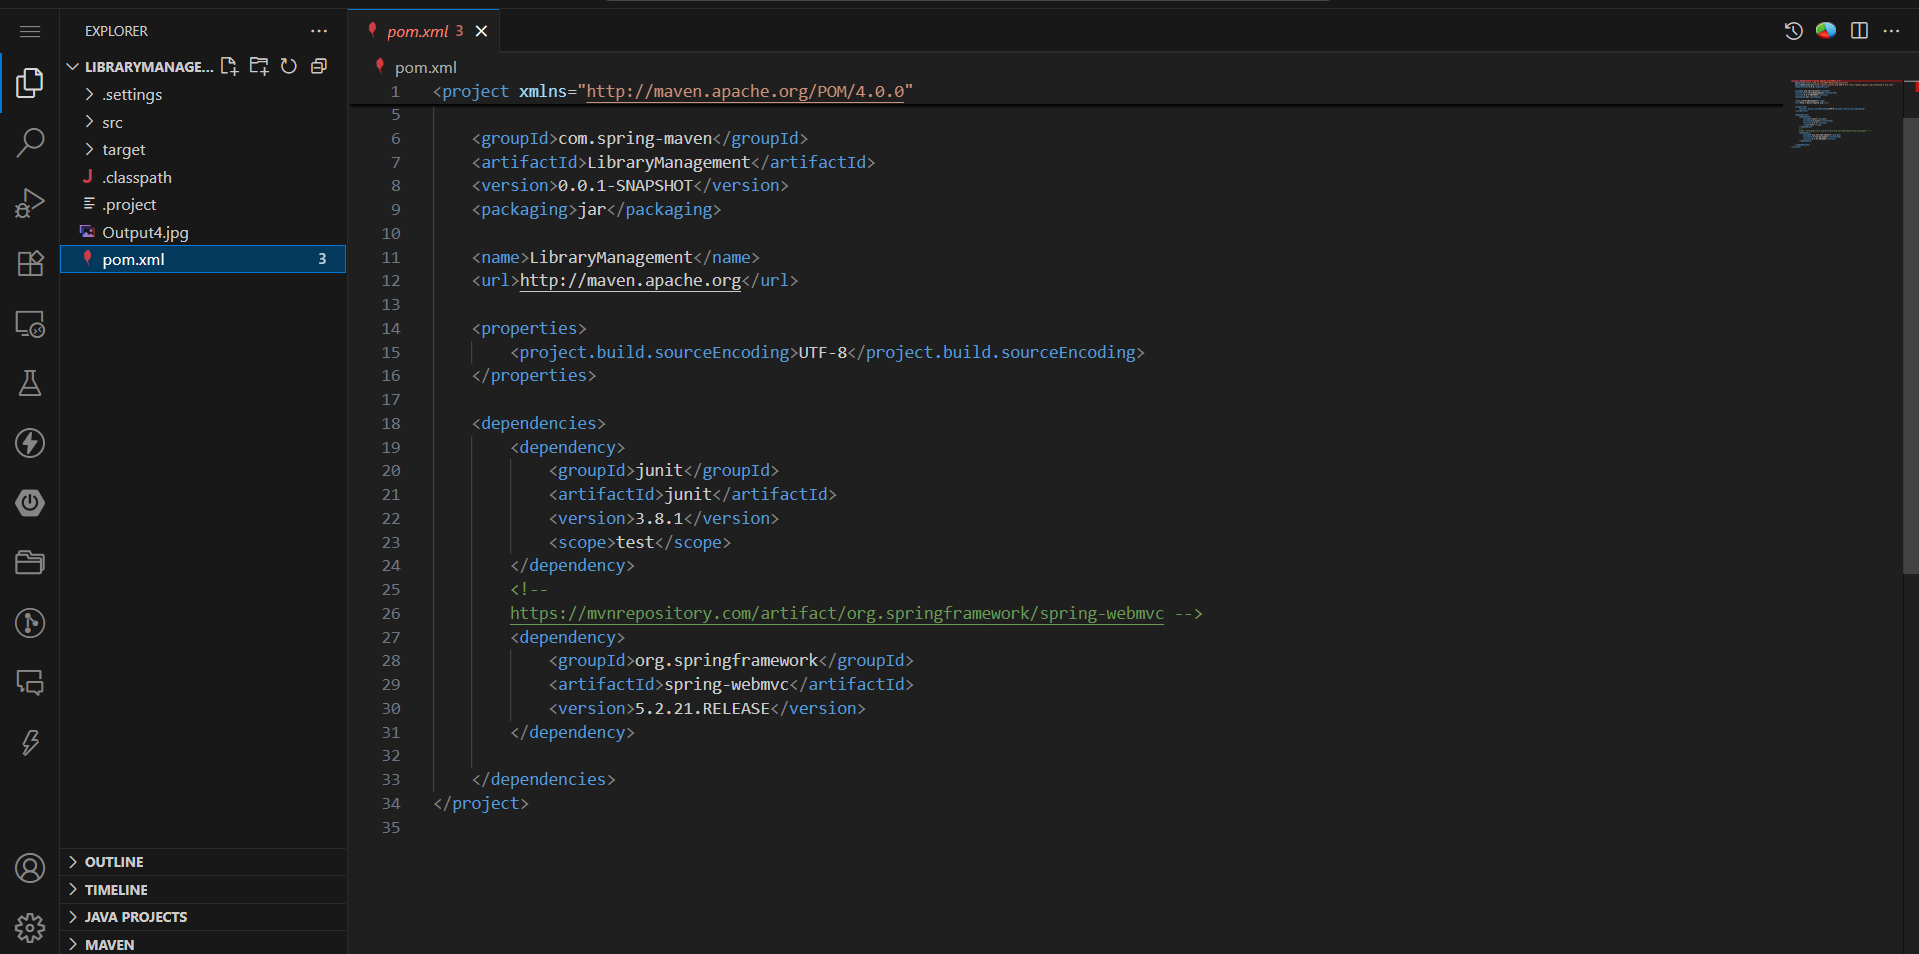 EXPLORER
LIBRARYMANAGE...
.settings
src
target
.classpath
.project
Output4.jpg
pom.xml 3
OUTLINE
TIMELINE
JAVA PROJECTS
MAVEN
pom.xml 3
pom.xml
1 <project xmlns="http://maven.apache.org/POM/4.0.0"
5
6 <groupId>com.spring-maven</groupId>
7 <artifactId>LibraryManagement</artifactId>
8 <version>0.0.1-SNAPSHOT</version>
9 <packaging>jar</packaging>
10
11 <name>LibraryManagement</name>
12 <url>http://maven.apache.org</url>
13
14 <properties>
15 <project.build.sourceEncoding>UTF-8</project.build.sourceEncoding>
16 </properties>
17
18 <dependencies>
19 <dependency>
20 <groupId>junit</groupId>
21 <artifactId>junit</artifactId>
22 <version>3.8.1</version>
23 <scope>test</scope>
24 </dependency>
25 <!--
26 https://mvnrepository.com/artifact/org.springframework/spring-webmvc -->
27 <dependency>
28 <groupId>org.springframework</groupId>
29 <artifactId>spring-webmvc</artifactId>
30 <version>5.2.21.RELEASE</version>
31 </dependency>
32
33 </dependencies>
34 </project>
35